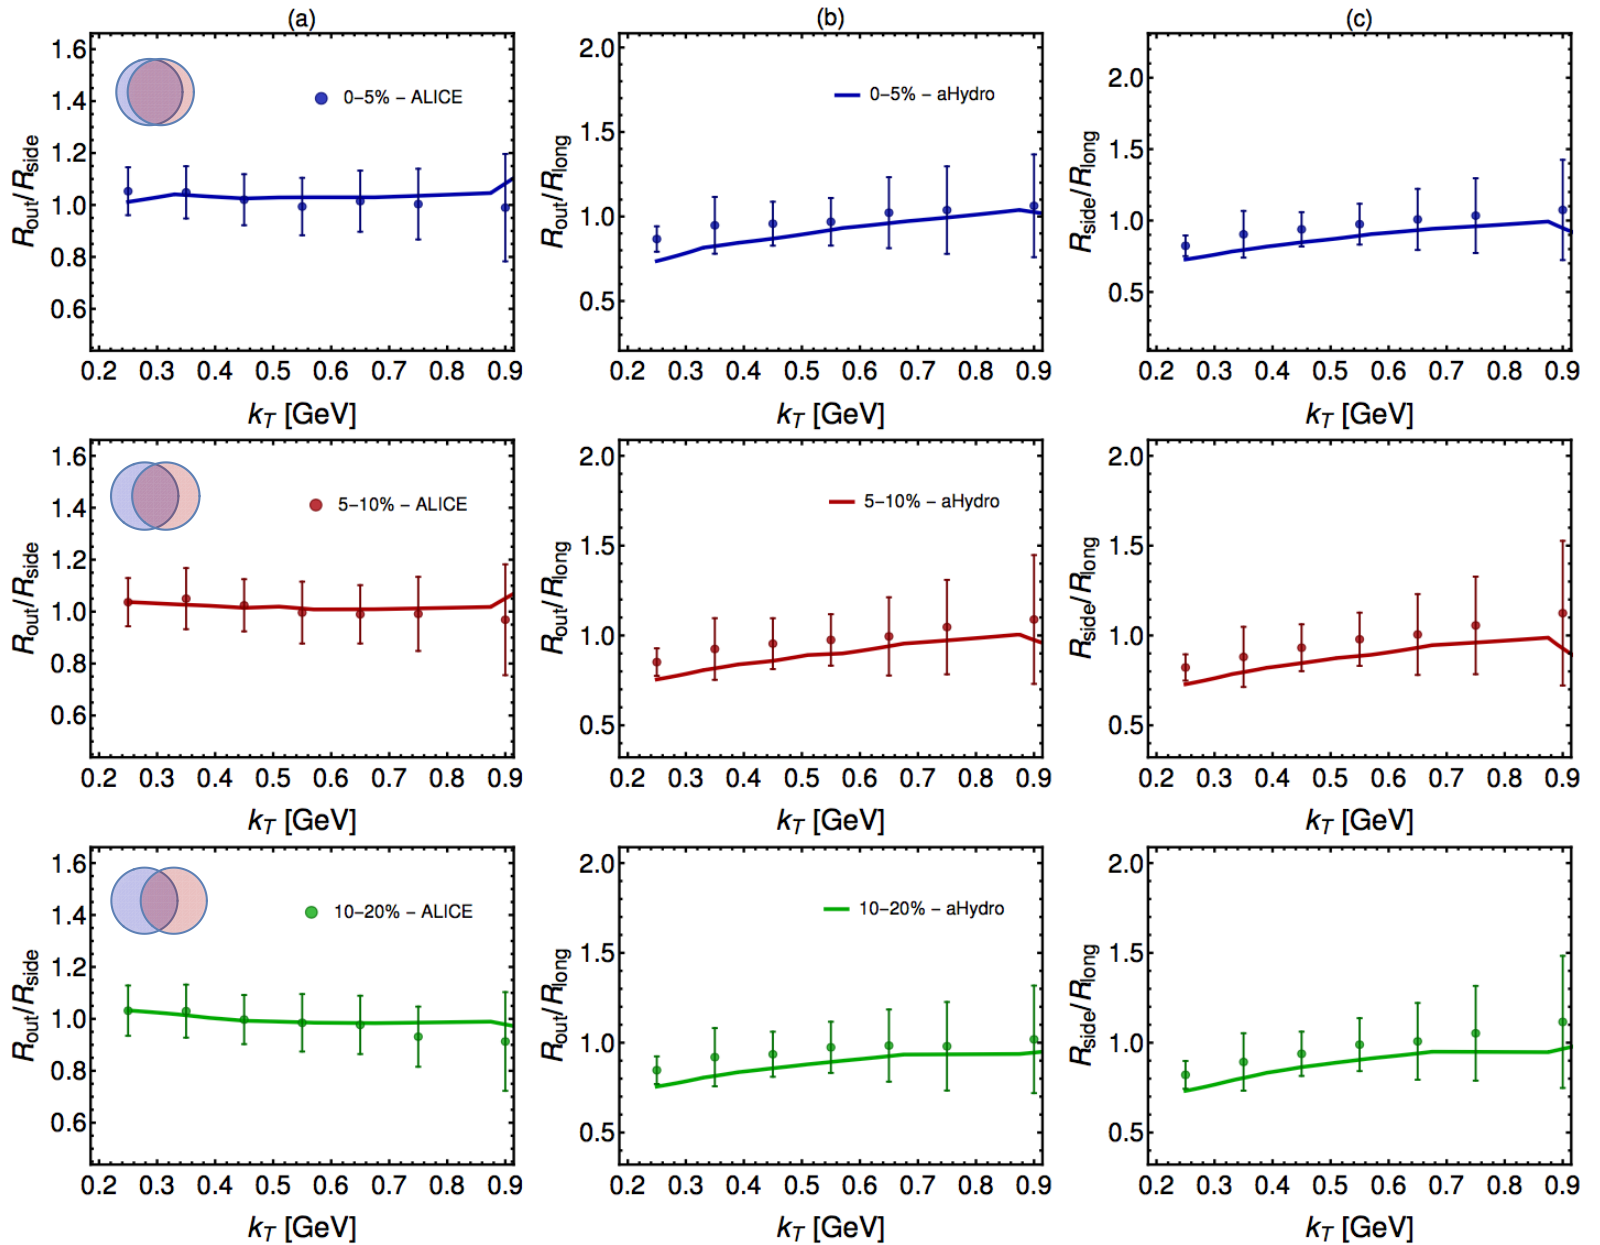 (a)
(b)
(c)
1.6
1.4
1.2
1.0
0.8
0.6
R_out/R_side
0–5% – ALICE
0.2 0.3 0.4 0.5 0.6 0.7 0.8 0.9
k_T [GeV]
2.0
1.5
1.0
0.5
R_out/R_long
0–5% – aHydro
0.2 0.3 0.4 0.5 0.6 0.7 0.8 0.9
k_T [GeV]
2.0
1.5
1.0
0.5
R_side/R_long
0.2 0.3 0.4 0.5 0.6 0.7 0.8 0.9
k_T [GeV]
1.6
1.4
1.2
1.0
0.8
0.6
R_out/R_side
5–10% – ALICE
0.2 0.3 0.4 0.5 0.6 0.7 0.8 0.9
k_T [GeV]
2.0
1.5
1.0
0.5
R_out/R_long
5–10% – aHydro
0.2 0.3 0.4 0.5 0.6 0.7 0.8 0.9
k_T [GeV]
2.0
1.5
1.0
0.5
R_side/R_long
0.2 0.3 0.4 0.5 0.6 0.7 0.8 0.9
k_T [GeV]
1.6
1.4
1.2
1.0
0.8
0.6
R_out/R_side
10–20% – ALICE
0.2 0.3 0.4 0.5 0.6 0.7 0.8 0.9
k_T [GeV]
2.0
1.5
1.0
0.5
R_out/R_long
10–20% – aHydro
0.2 0.3 0.4 0.5 0.6 0.7 0.8 0.9
k_T [GeV]
2.0
1.5
1.0
0.5
R_side/R_long
0.2 0.3 0.4 0.5 0.6 0.7 0.8 0.9
k_T [GeV]